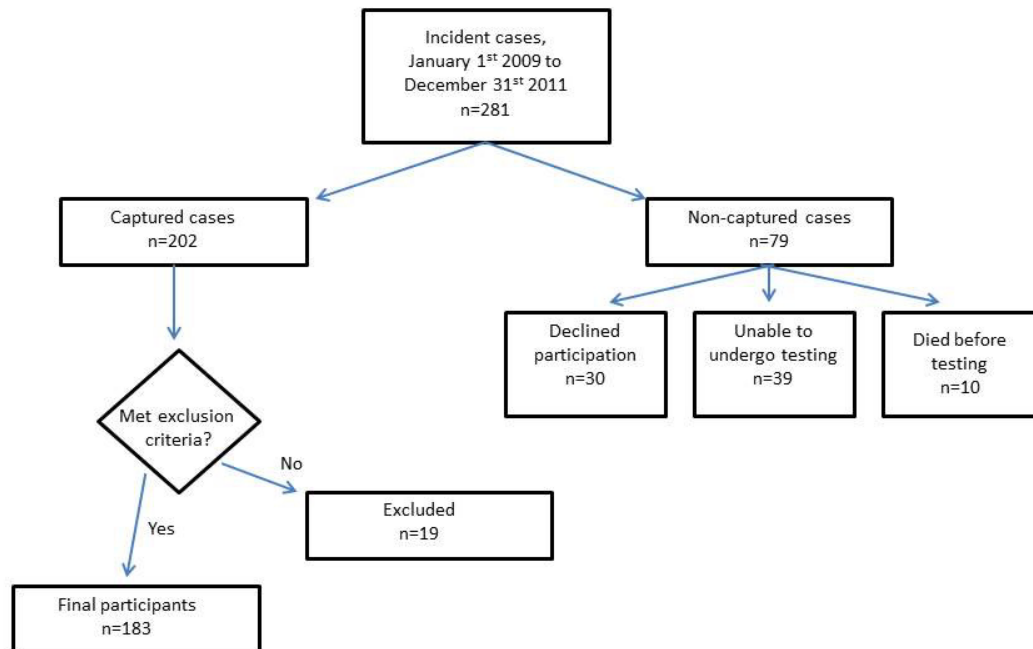 Incident cases,
January 1st 2009 to
December 31st 2011
n=281
Captured cases
n=202
Non-captured cases
n=79
Declined
participation
n=30
Unable to
undergo testing
n=39
Died before
testing
n=10
Met exclusion
criteria?
No
Excluded
n=19
Yes
Final participants
n=183